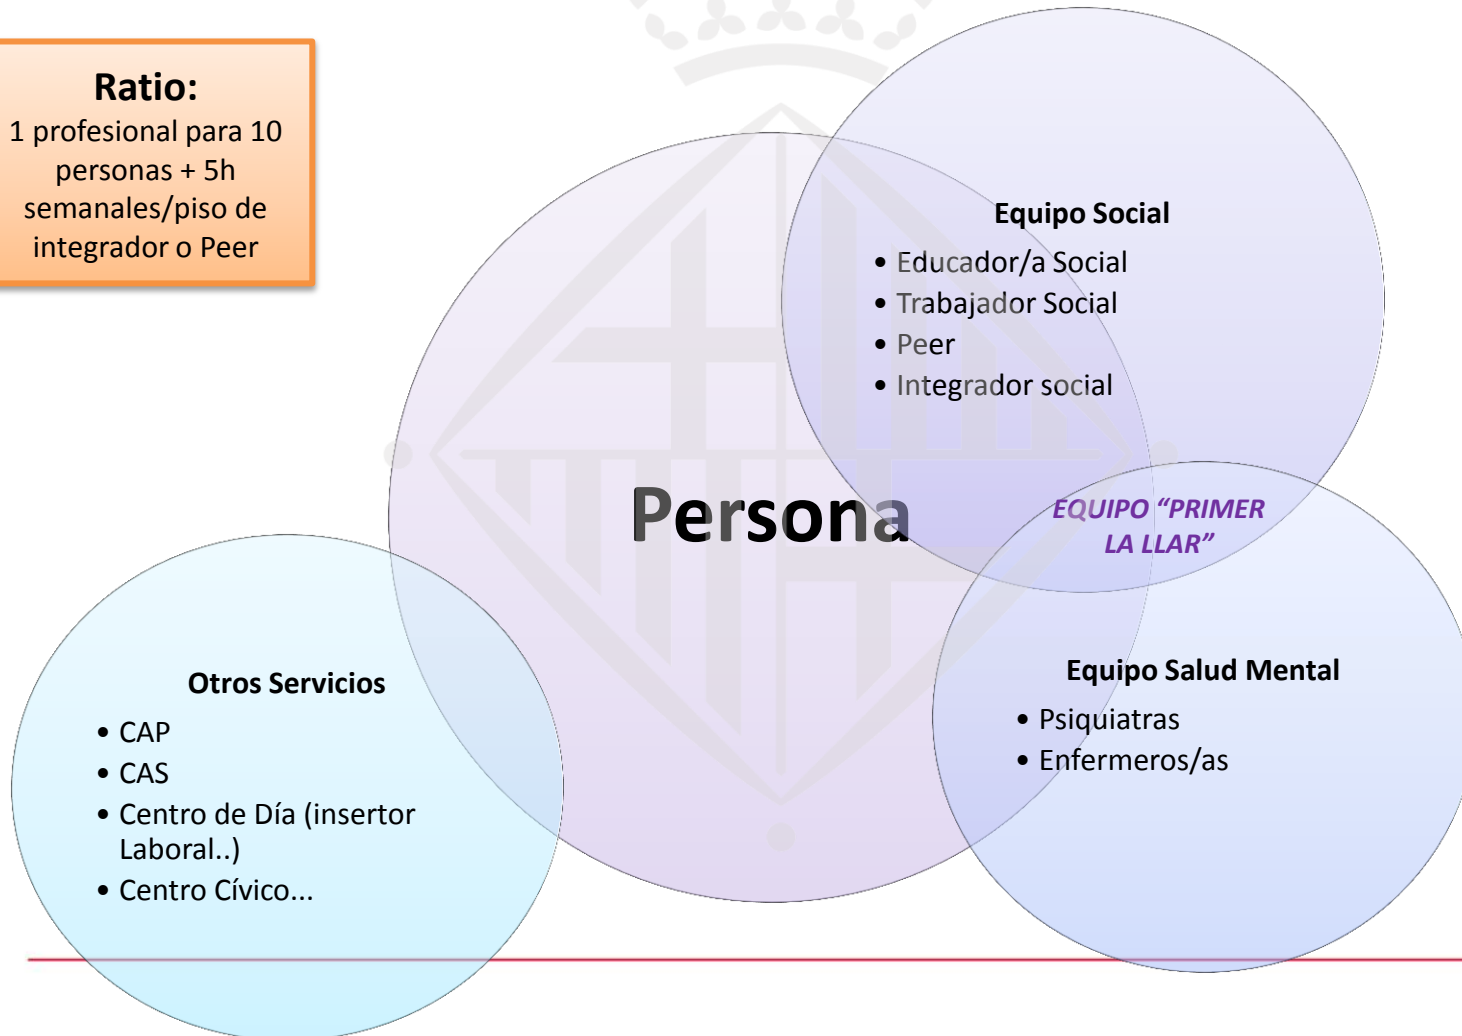 Ratio:
1 profesional para 10
personas + 5h
semanales/piso de
integrador o Peer
Equipo Social
• Educador/a Social
• Trabajador Social
• Peer
• Integrador social
Persona
EQUIPO “PRIMER
LA LLAR”
Equipo Salud Mental
• Psiquiatras
• Enfermeros/as
Otros Servicios
• CAP
• CAS
• Centro de Día (insertor
Laboral..)
• Centro Cívico...